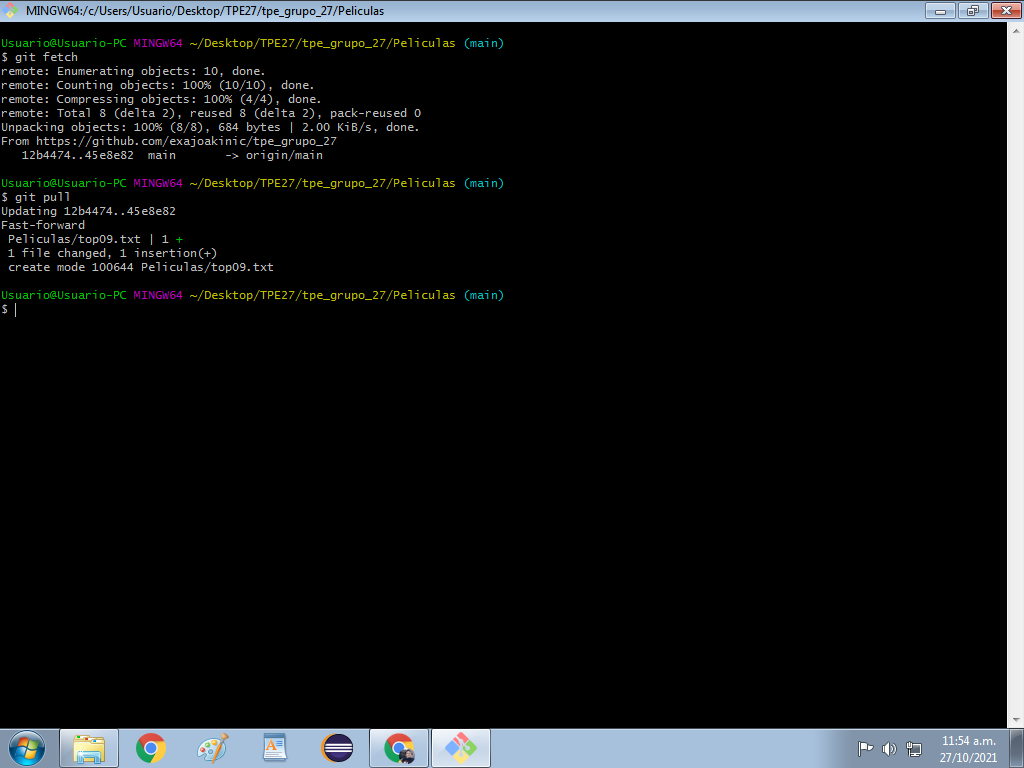 MINGW64:/c/Users/Usuario/Desktop/TPE27/tpe_grupo_27/Peliculas
Usuario@Usuario-PC MINGW64 ~/Desktop/TPE27/tpe_grupo_27/Peliculas (main)
$ git fetch
remote: Enumerating objects: 10, done.
remote: Counting objects: 100% (10/10), done.
remote: Compressing objects: 100% (4/4), done.
remote: Total 8 (delta 2), reused 8 (delta 2), pack-reused 0
Unpacking objects: 100% (8/8), 684 bytes | 2.00 KiB/s, done.
From https://github.com/exajoakinic/tpe_grupo_27
   12b4474..45e8e82  main       -> origin/main
Usuario@Usuario-PC MINGW64 ~/Desktop/TPE27/tpe_grupo_27/Peliculas (main)
$ git pull
Updating 12b4474..45e8e82
Fast-forward
 Peliculas/top09.txt | 1 +
 1 file changed, 1 insertion(+)
 create mode 100644 Peliculas/top09.txt
Usuario@Usuario-PC MINGW64 ~/Desktop/TPE27/tpe_grupo_27/Peliculas (main)
$
11:54 a.m.
27/10/2021